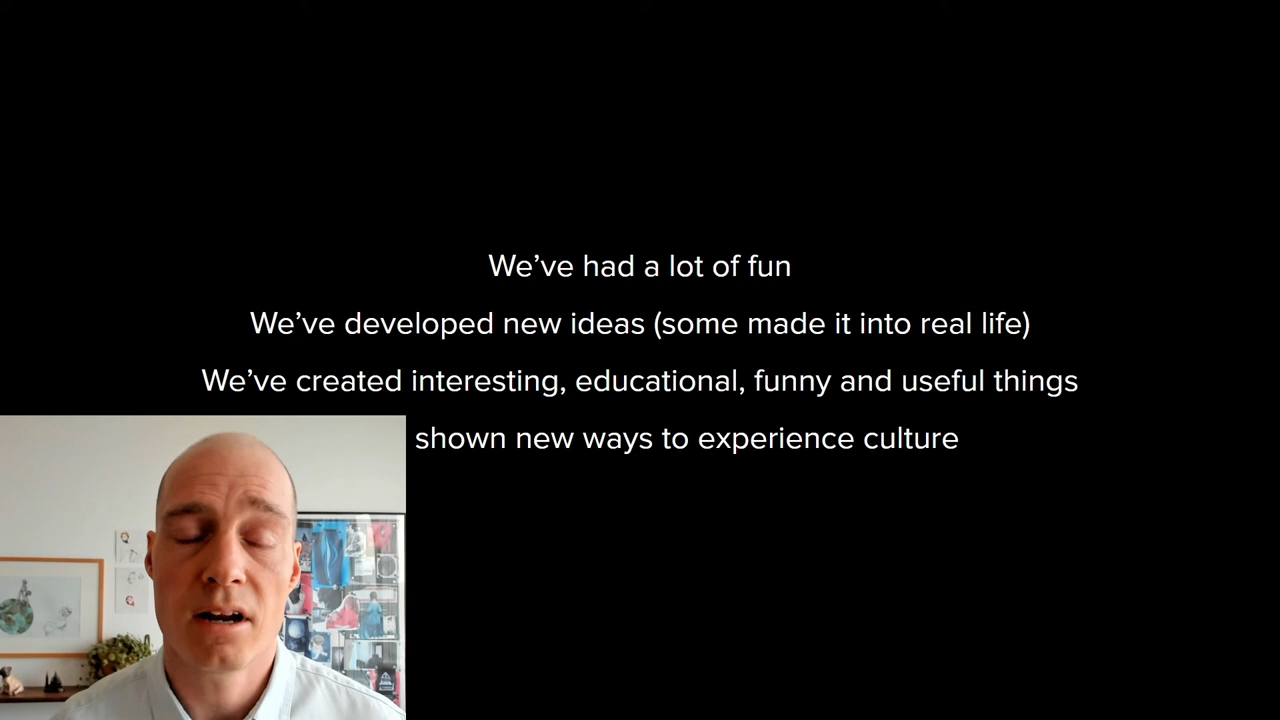 We’ve had a lot of fun
We’ve developed new ideas (some made it into real life)
We’ve created interesting, educational, funny and useful things
shown new ways to experience culture